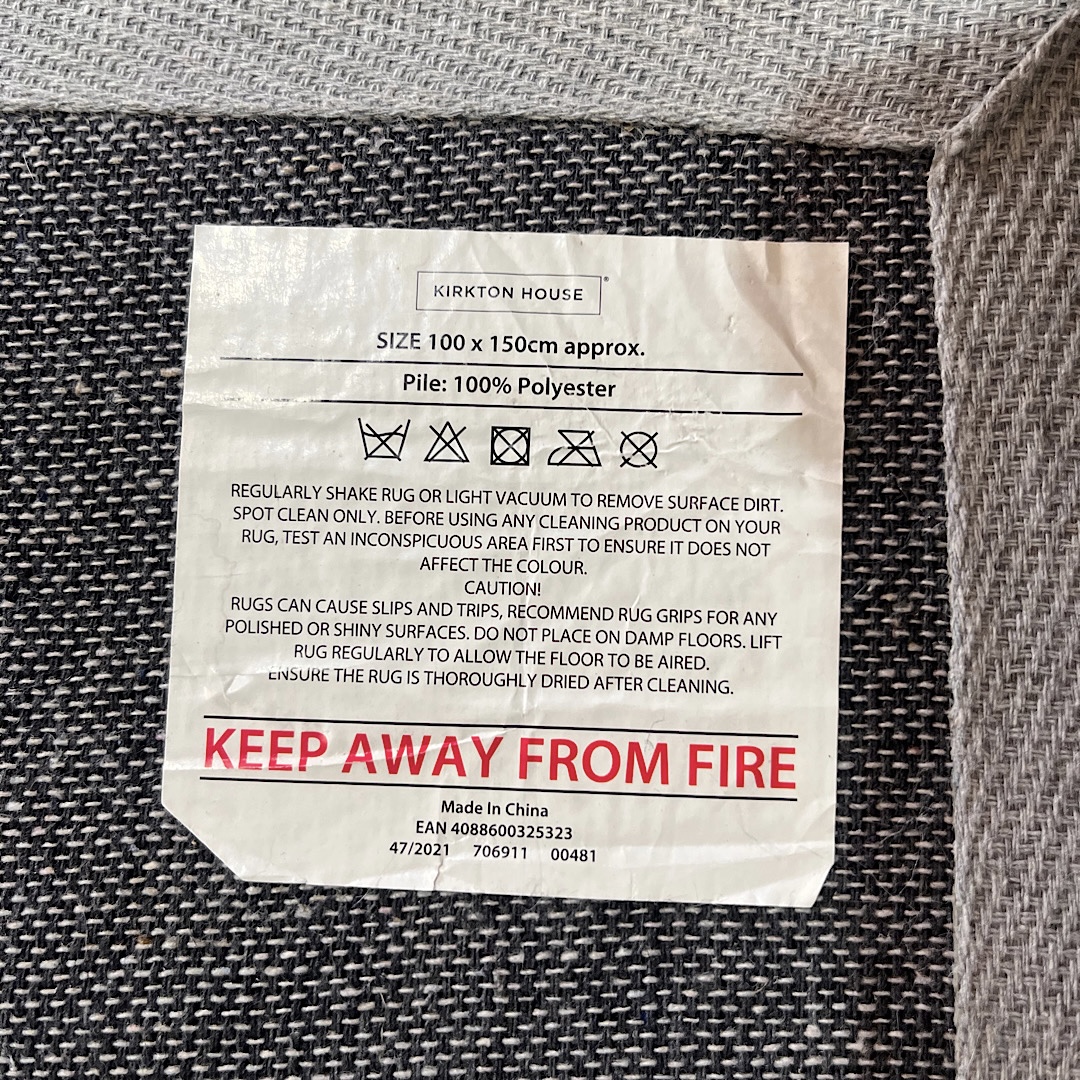 KIRKTON HOUSE®
SIZE 100 x 150cm approx.
Pile: 100% Polyester
REGULARLY SHAKE RUG OR LIGHT VACUUM TO REMOVE SURFACE DIRT.
SPOT CLEAN ONLY. BEFORE USING ANY CLEANING PRODUCT ON YOUR
RUG, TEST AN INCONSPICUOUS AREA FIRST TO ENSURE IT DOES NOT
AFFECT THE COLOUR.
CAUTION!
RUGS CAN CAUSE SLIPS AND TRIPS, RECOMMEND RUG GRIPS FOR ANY
POLISHED OR SHINY SURFACES. DO NOT PLACE ON DAMP FLOORS. LIFT
RUG REGULARLY TO ALLOW THE FLOOR TO BE AIRED.
ENSURE THE RUG IS THOROUGHLY DRIED AFTER CLEANING.
KEEP AWAY FROM FIRE
Made In China
EAN 4088600325323
47/2021 706911 00481